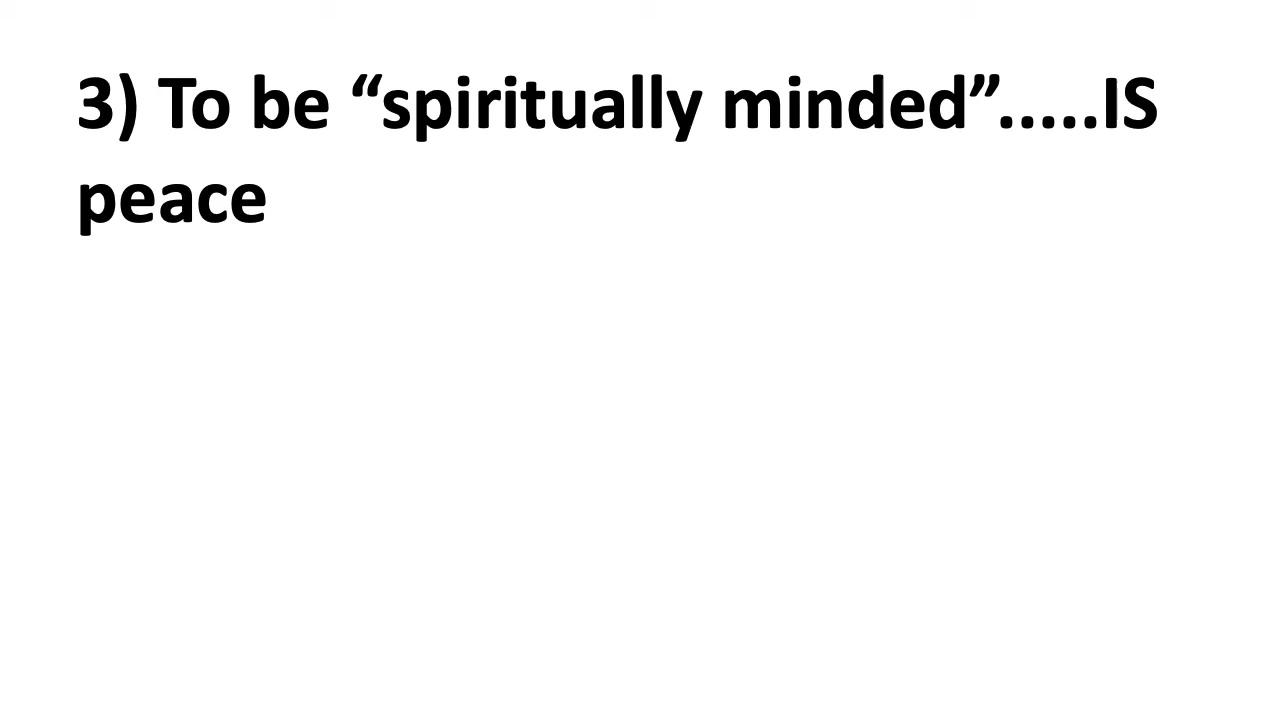 3) To be “spiritually minded”.....IS
peace